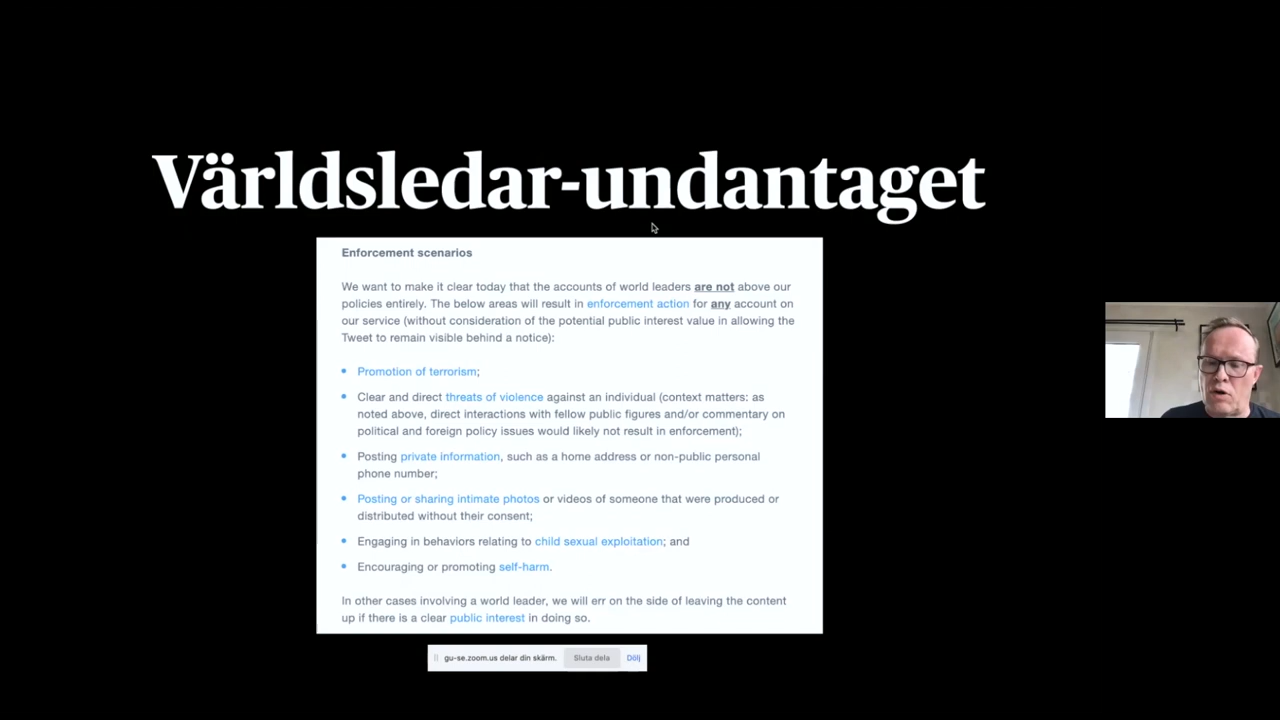 Världsledar-undantaget
Enforcement scenarios
We want to make it clear today that the accounts of world leaders are not above our
policies entirely. The below areas will result in enforcement action for any account on
our service (without consideration of the potential public interest value in allowing the
Tweet to remain visible behind a notice):
• Promotion of terrorism;
• Clear and direct threats of violence against an individual (context matters: as
noted above, direct interactions with fellow public figures and/or commentary on
political and foreign policy issues would likely not result in enforcement);
• Posting private information, such as a home address or non-public personal
phone number;
• Posting or sharing intimate photos or videos of someone that were produced or
distributed without their consent;
• Engaging in behaviors relating to child sexual exploitation; and
• Encouraging or promoting self-harm.
In other cases involving a world leader, we will err on the side of leaving the content
up if there is a clear public interest in doing so.
gu-se.zoom.us delar din skärm. Sluta dela Dölj